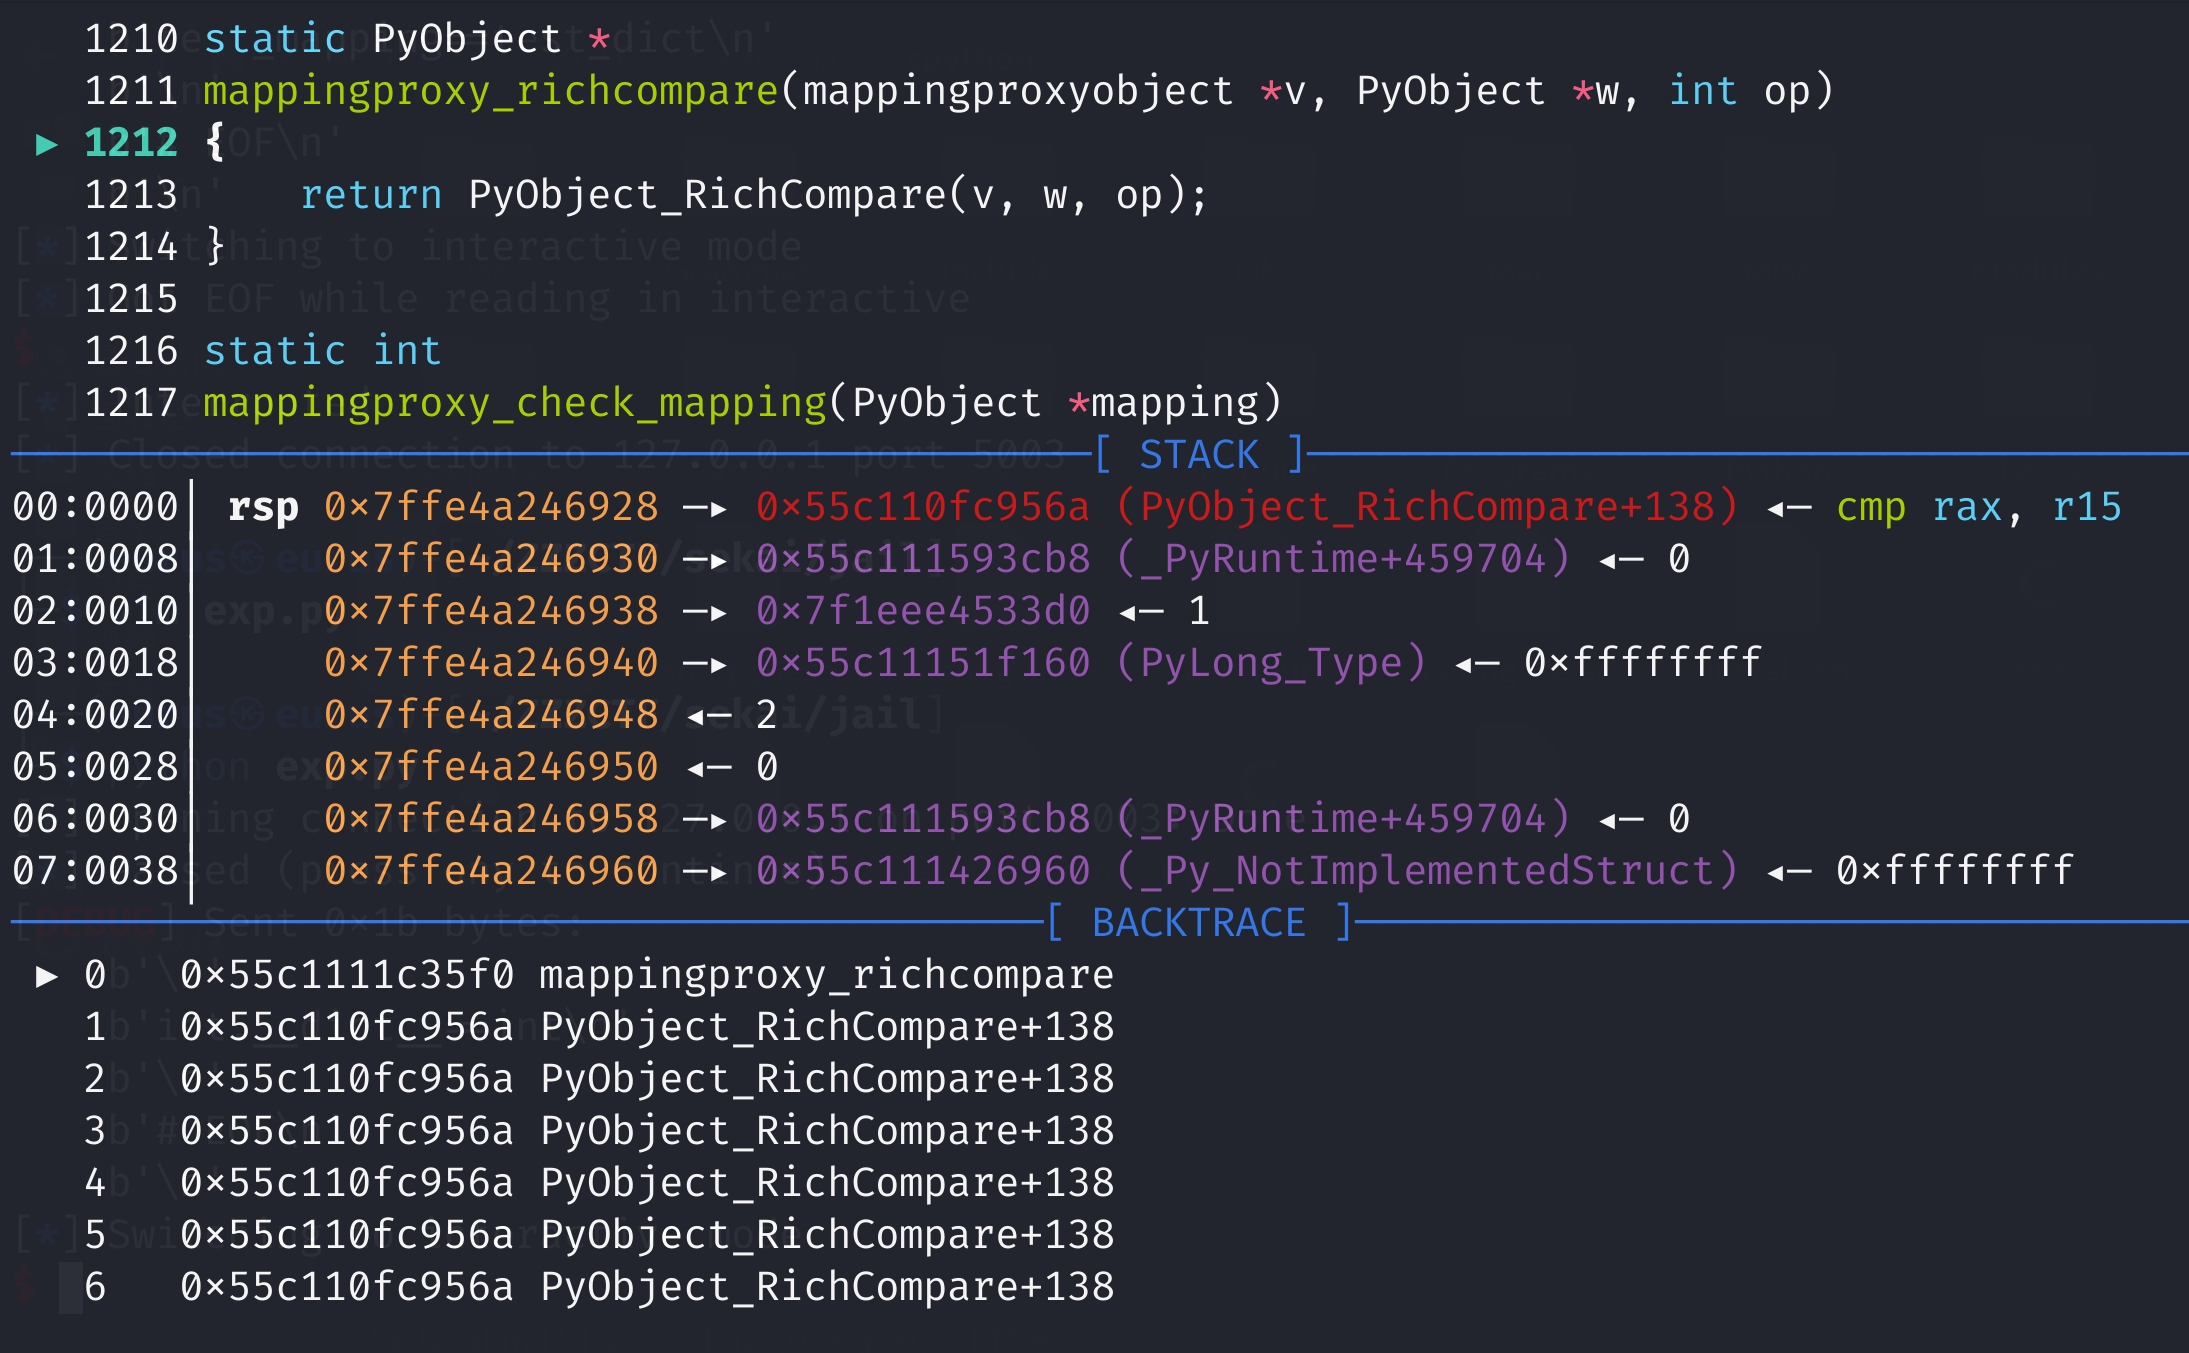 1210 static PyObject *
1211 mappingproxy_richcompare(mappingproxyobject *v, PyObject *w, int op)
► 1212 {
1213     return PyObject_RichCompare(v, w, op);
1214 }
1215
1216 static int
1217 mappingproxy_check_mapping(PyObject *mapping)
[ STACK ]
00:0000│ rsp 0x7ffe4a246928 —▸ 0x55c110fc956a (PyObject_RichCompare+138) ◂— cmp rax, r15
01:0008│     0x7ffe4a246930 —▸ 0x55c111593cb8 (_PyRuntime+459704) ◂— 0
02:0010│     0x7ffe4a246938 —▸ 0x7f1eee4533d0 ◂— 1
03:0018│     0x7ffe4a246940 —▸ 0x55c11151f160 (PyLong_Type) ◂— 0xffffffff
04:0020│     0x7ffe4a246948 ◂— 2
05:0028│     0x7ffe4a246950 ◂— 0
06:0030│     0x7ffe4a246958 —▸ 0x55c111593cb8 (_PyRuntime+459704) ◂— 0
07:0038│     0x7ffe4a246960 —▸ 0x55c111426960 (_Py_NotImplementedStruct) ◂— 0xffffffff
[ BACKTRACE ]
► 0   0x55c1111c35f0 mappingproxy_richcompare
1   0x55c110fc956a PyObject_RichCompare+138
2   0x55c110fc956a PyObject_RichCompare+138
3   0x55c110fc956a PyObject_RichCompare+138
4   0x55c110fc956a PyObject_RichCompare+138
5   0x55c110fc956a PyObject_RichCompare+138
6   0x55c110fc956a PyObject_RichCompare+138